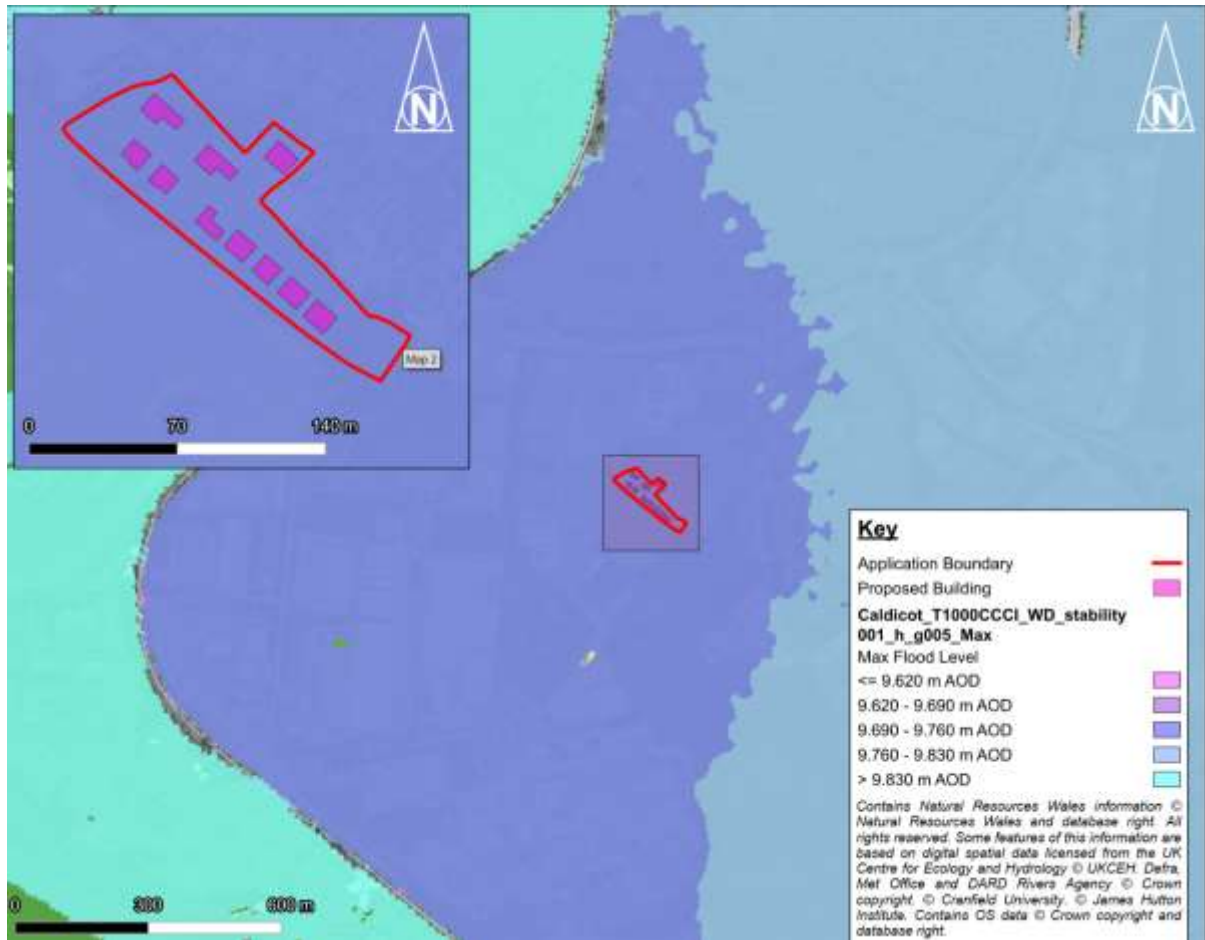 N
N
Map 2
0 70 140 m
Key
Application Boundary
Proposed Building
Caldicot_T1000CCCI_WD_stability
001_h_g005_Max
Max Flood Level
<= 9.620 m AOD
9.620 - 9.690 m AOD
9.690 - 9.760 m AOD
9.760 - 9.830 m AOD
> 9.830 m AOD
Contains Natural Resources Wales information ©
Natural Resources Wales and database right. All
rights reserved. Some features of this information are
based on digital spatial data licensed from the UK
Centre for Ecology and Hydrology © UKCEH. Defra,
Met Office and DARD Rivers Agency © Crown
copyright. © Cranfield University. © James Hutton
Institute. Contains OS data © Crown copyright and
database right.
0 300 600 m